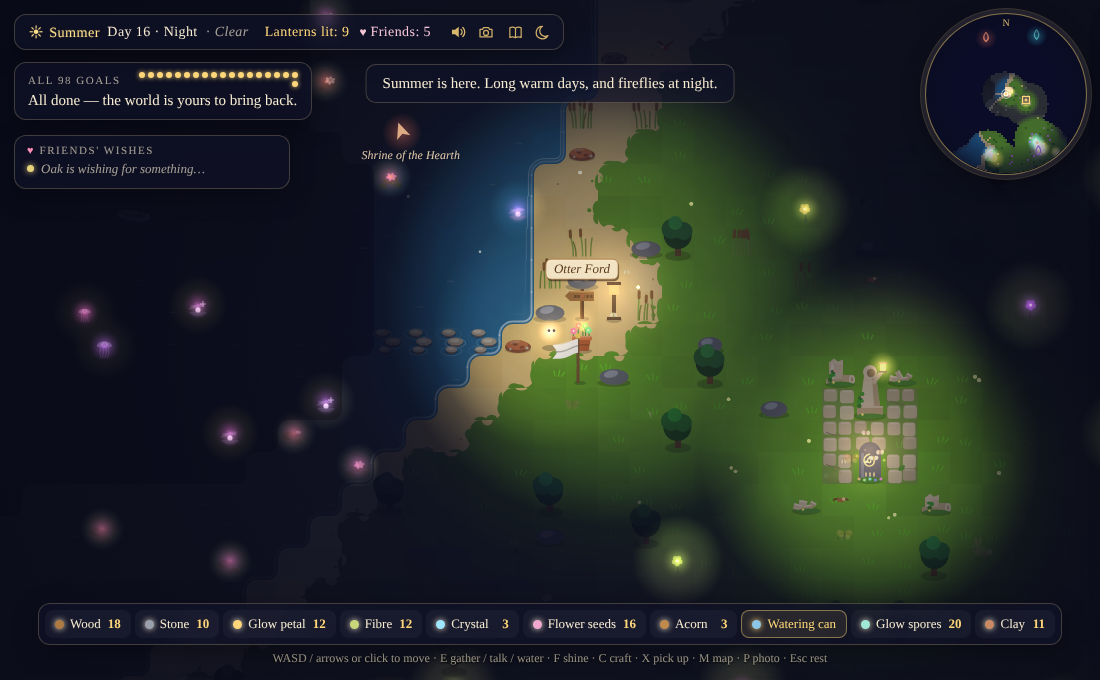 Summer Day 16 · Night · Clear Lanterns lit: 9 ♥ Friends: 5
N
ALL 98 GOALS
All done — the world is yours to bring back.
Summer is here. Long warm days, and fireflies at night.
♥ FRIENDS' WISHES
Oak is wishing for something…
Shrine of the Hearth
Otter Ford
Wood 18 Stone 10 Glow petal 12 Fibre 12 Crystal 3 Flower seeds 16 Acorn 3 Watering can Glow spores 20 Clay 11
WASD / arrows or click to move · E gather / talk / water · F shine · C craft · X pick up · M map · P photo · Esc rest